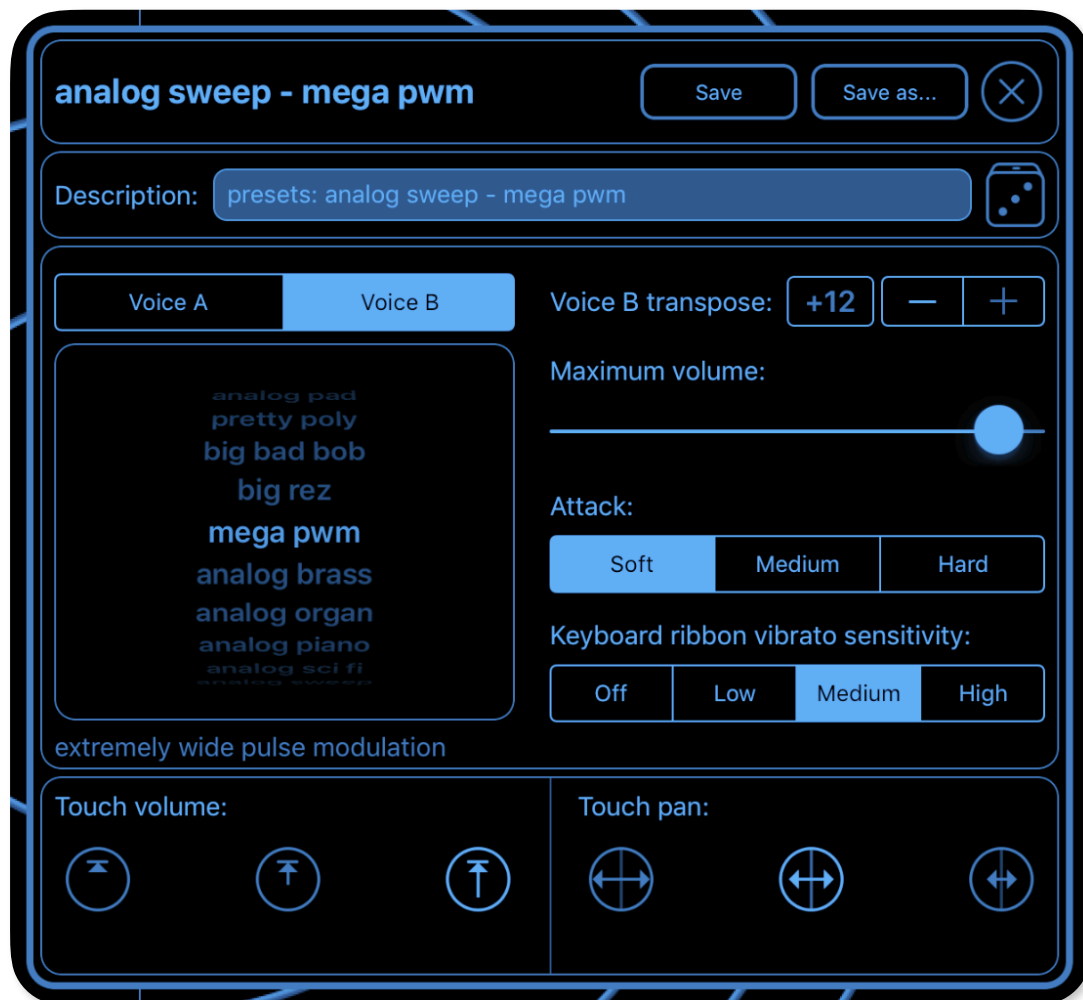 analog sweep - mega pwm
Save
Save as...
Description:
presets: analog sweep - mega pwm
Voice A
Voice B
Voice B transpose:
+12
analog pad
pretty poly
big bad bob
big rez
mega pwm
analog brass
analog organ
analog piano
analog sci fi
analog sweep
extremely wide pulse modulation
Maximum volume:
Attack:
Soft
Medium
Hard
Keyboard ribbon vibrato sensitivity:
Off
Low
Medium
High
Touch volume:
Touch pan: